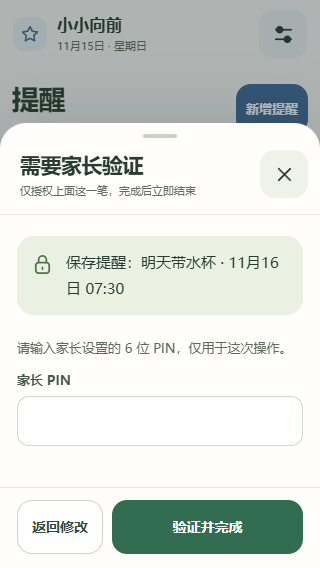 小小向前
11月15日 · 星期日
提醒
新增提醒
需要家长验证
仅授权上面这一笔，完成后立即结束
保存提醒：明天带水杯 · 11月16
日 07:30
请输入家长设置的 6 位 PIN，仅用于这次操作。
家长 PIN
返回修改
验证并完成